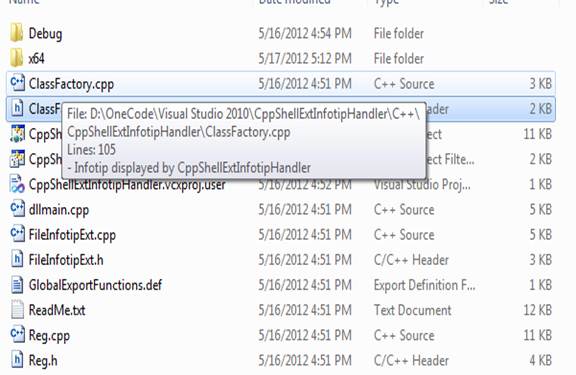 Name Date modified Type Size
Debug 5/16/2012 4:54 PM File folder
x64 5/17/2012 5:12 PM File folder
ClassFactory.cpp 5/16/2012 4:51 PM C++ Source 3 KB
ClassF ader 2 KB
File: D:\OneCode\Visual Studio 2010\CppShellExtInfotipHandler\C++\
CppShellExtInfotipHandler\ClassFactory.cpp
Lines: 105
- Infotip displayed by CppShellExtInfotipHandler
CppSh ect 11 KB
CppSh ect Filte... 2 KB
CppShellExtInfotipHandler.vcxproj.user 5/16/2012 4:52 PM Visual Studio Proj... 1 KB
dllmain.cpp 5/16/2012 4:51 PM C++ Source 5 KB
FileInfotipExt.cpp 5/16/2012 4:51 PM C++ Source 5 KB
FileInfotipExt.h 5/16/2012 4:51 PM C/C++ Header 3 KB
GlobalExportFunctions.def 5/16/2012 4:51 PM Export Definition F... 1 KB
ReadMe.txt 5/16/2012 4:51 PM Text Document 12 KB
Reg.cpp 5/16/2012 4:51 PM C++ Source 11 KB
Reg.h 5/16/2012 4:51 PM C/C++ Header 4 KB